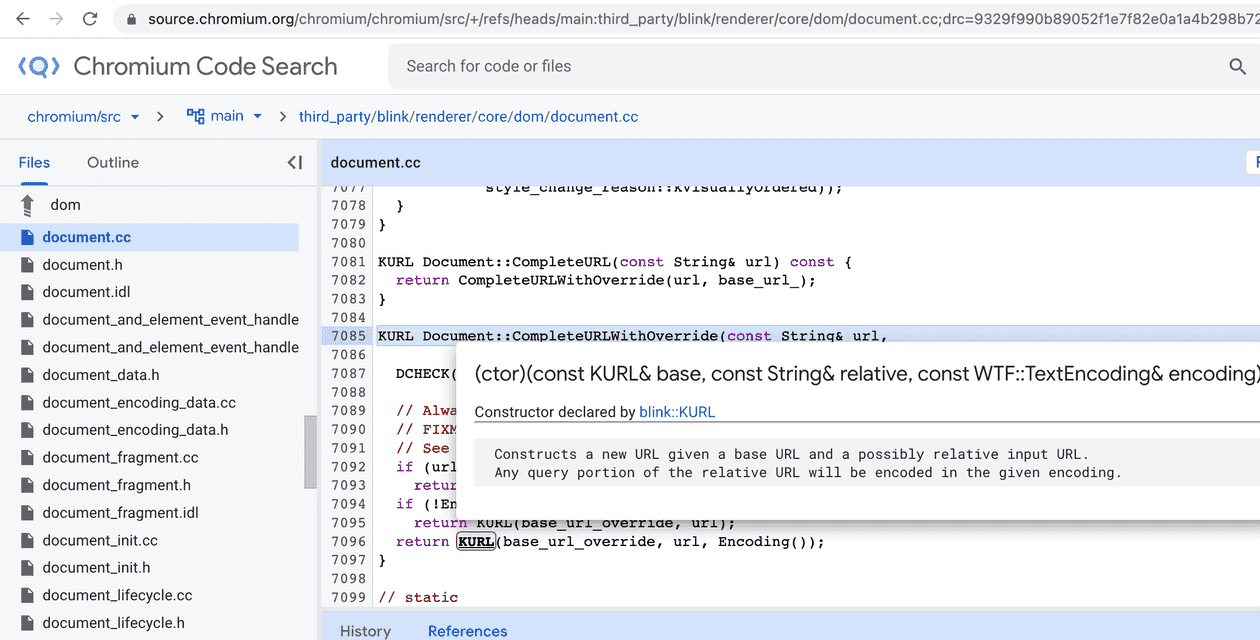 source.chromium.org/chromium/chromium/src/+/refs/heads/main:third_party/blink/renderer/core/dom/document.cc;drc=9329f990b89052f1e7f82e0a1a4b298b72
Chromium Code Search
Search for code or files
chromium/src
main
third_party/blink/renderer/core/dom/document.cc
Files
Outline
document.cc
dom
document.cc
document.h
document.idl
document_and_element_event_handle
document_and_element_event_handle
document_data.h
document_encoding_data.cc
document_encoding_data.h
document_fragment.cc
document_fragment.h
document_fragment.idl
document_init.cc
document_init.h
document_lifecycle.cc
document_lifecycle.h
7077 style_change_reason::kVisuallyOrdered));
7078 }
7079 }
7080
7081 KURL Document::CompleteURL(const String& url) const {
7082 return CompleteURLWithOverride(url, base_url_);
7083 }
7084
7085 KURL Document::CompleteURLWithOverride(const String& url,
7086
7087 DCHECK(
7088
7089 // Alwa
7090 // FIXM
7091 // See
7092 if (url
7093 retur
7094 if (!En
7095 return KURL(base_url_override, url);
7096 return KURL(base_url_override, url, Encoding());
7097 }
7098
7099 // static
(ctor)(const KURL& base, const String& relative, const WTF::TextEncoding& encoding)
Constructor declared by blink::KURL
Constructs a new URL given a base URL and a possibly relative input URL.
Any query portion of the relative URL will be encoded in the given encoding.
History
References